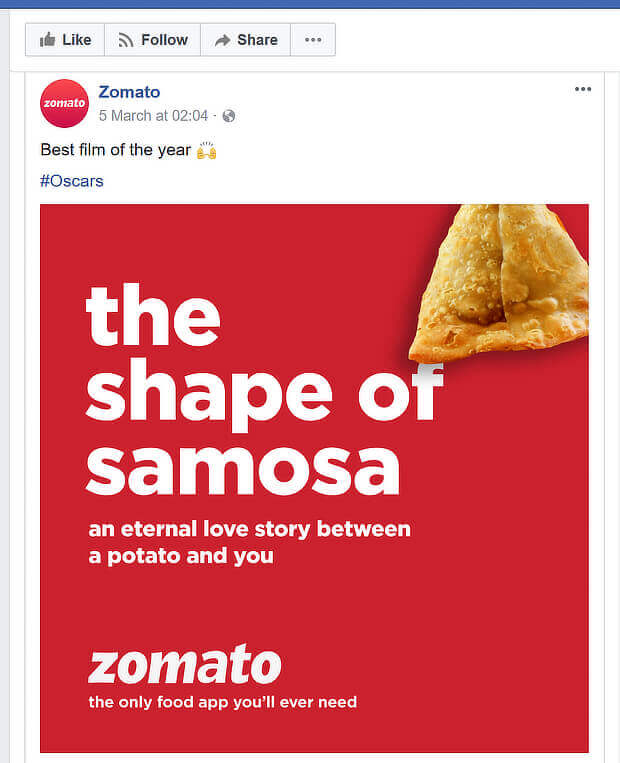 Like Follow Share
zomato
Zomato
5 March at 02:04 ·
Best film of the year 🙌
#Oscars
the
shape of
samosa
an eternal love story between
a potato and you
zomato
the only food app you'll ever need